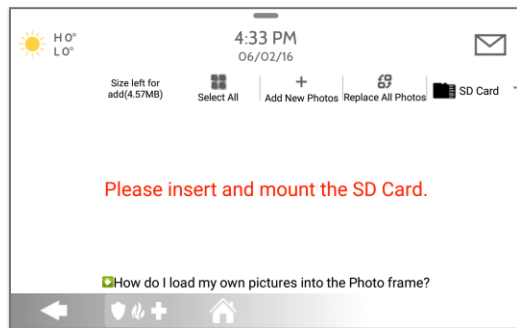 H 0°
L 0°
4:33 PM
06/02/16
Size left for
add(4.57MB)
Select All
Add New Photos
Replace All Photos
SD Card
Please insert and mount the SD Card.
How do I load my own pictures into the Photo frame?